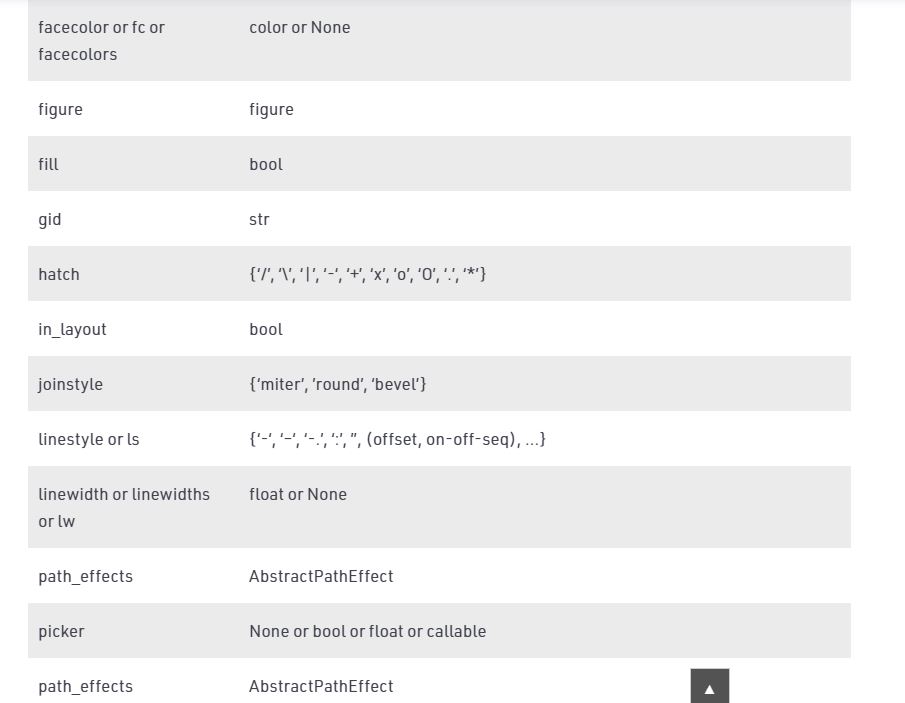 facecolor or fc or color or None
facecolors
figure figure
fill bool
gid str
hatch {‘/’, ‘\’, ‘|’, ‘-‘, ‘+’, ‘x’, ‘o’, ‘O’, ‘.’, ‘*’}
in_layout bool
joinstyle {‘miter’, ’round’, ‘bevel’}
linestyle or ls {‘-‘, ‘–‘, ‘-.’, ‘:’, ”, (offset, on-off-seq), …}
linewidth or linewidths float or None
or lw
path_effects AbstractPathEffect
picker None or bool or float or callable
path_effects AbstractPathEffect